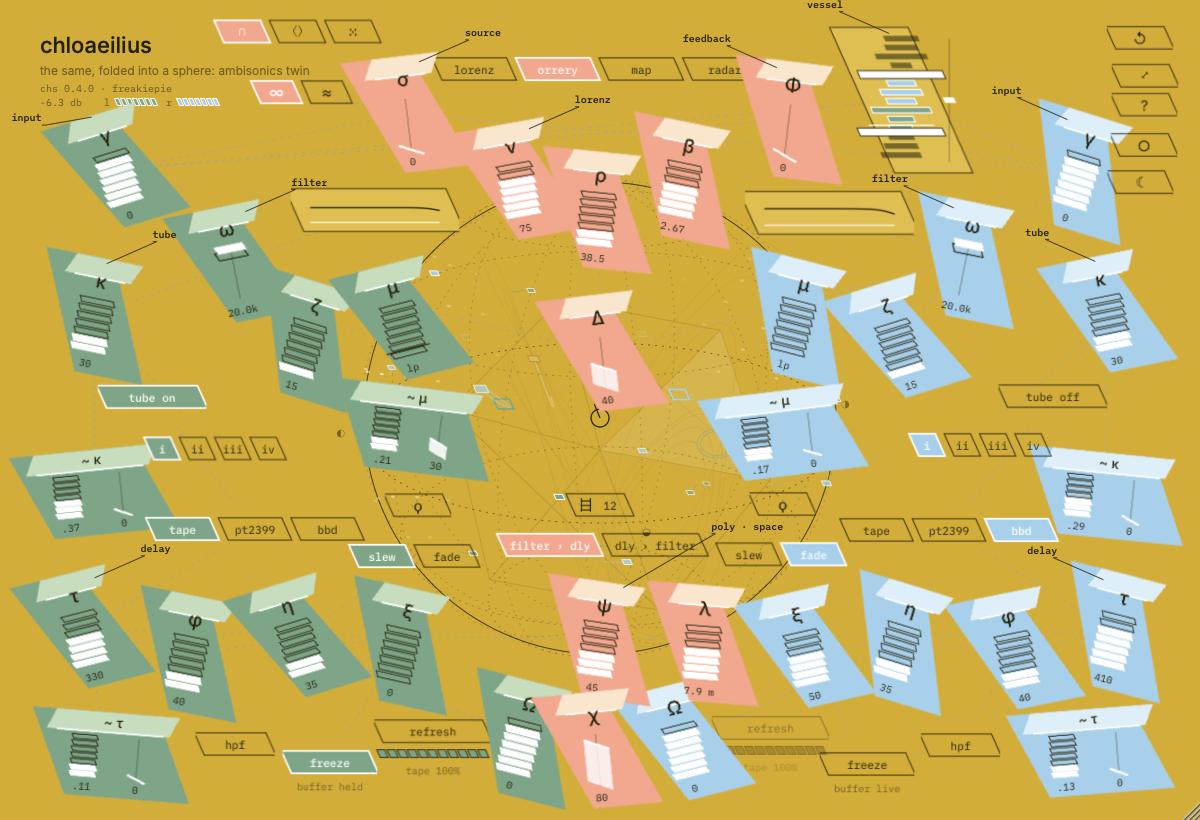 chloaeilius
the same, folded into a sphere: ambisonics twin
chs 0.4.0 · freakiepie
-6.3 db l r
vessel
source
feedback
lorenz
orrery
map
radar
∞
≈
lorenz
input
input
?
σ
0
Φ
0
γ
0
ν
75
ρ
38.5
β
2.67
γ
0
filter
filter
ω
20.0k
ω
20.0k
tube
tube
κ
30
ζ
15
μ
lp
Δ
40
μ
lp
ζ
15
κ
30
tube on
tube off
~ μ
.21
30
~ μ
.17
0
i
ii
iii
iv
i
ii
iii
iv
~ κ
.37
0
~ κ
.29
0
12
tape
pt2399
bbd
tape
pt2399
bbd
poly · space
filter › dly
dly › filter
slew
fade
slew
fade
delay
delay
τ
330
φ
40
η
35
ξ
0
ψ
45
λ
7.9 m
ξ
50
η
35
φ
40
τ
410
Ω
0
χ
80
Ω
0
~ τ
.11
0
~ τ
.13
0
hpf
refresh
refresh
hpf
freeze
tape 100%
tape 100%
freeze
buffer held
buffer live